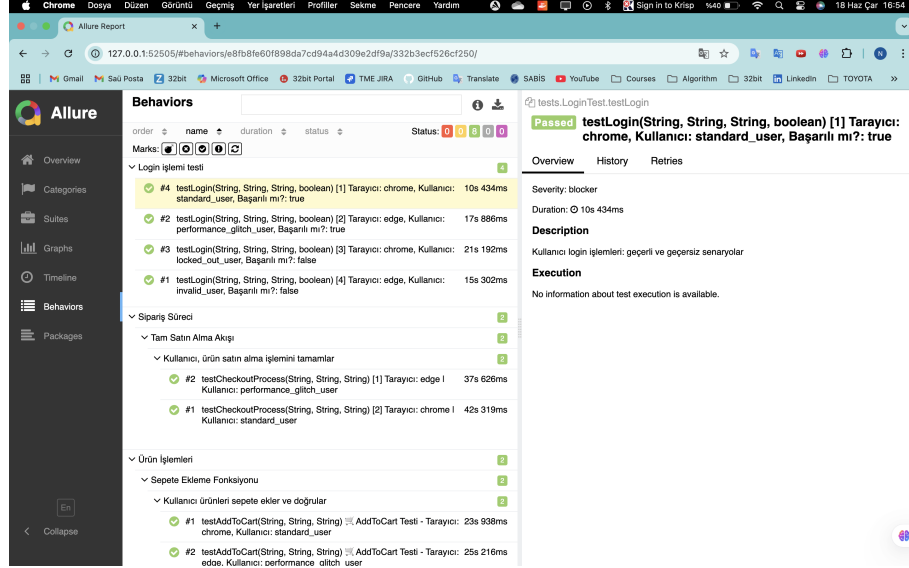 Chrome Dosya Düzen Görüntü Geçmiş Yer İşaretleri Profiller Sekme Pencere Yardım Sign in to Krisp %40 18 Haz Çar 16:54
Allure Report
127.0.0.1:52505/#behaviors/e8fb8fe60f898da7cd94a4d309e2df9a/332b3ecf526cf250/
Gmail Saü Posta 32bit Microsoft Office 32bit Portal TME JIRA GitHub Translate SABİS YouTube Courses Algorithm 32bit LinkedIn TOYOTA
Allure
Overview
Categories
Suites
Graphs
Timeline
Behaviors
Packages
En
Collapse
Behaviors
order name duration status Status: 0 0 8 0 0
Marks:
Login işlemi testi 4
#4 testLogin(String, String, String, boolean) [1] Tarayıcı: chrome, Kullanıcı: 10s 434ms
standard_user, Başarılı mı?: true
#2 testLogin(String, String, String, boolean) [2] Tarayıcı: edge, Kullanıcı: 17s 886ms
performance_glitch_user, Başarılı mı?: true
#3 testLogin(String, String, String, boolean) [3] Tarayıcı: chrome, Kullanıcı: 21s 192ms
locked_out_user, Başarılı mı?: false
#1 testLogin(String, String, String, boolean) [4] Tarayıcı: edge, Kullanıcı: 15s 302ms
invalid_user, Başarılı mı?: false
Sipariş Süreci 2
Tam Satın Alma Akışı 2
Kullanıcı, ürün satın alma işlemini tamamlar 2
#2 testCheckoutProcess(String, String, String) [1] Tarayıcı: edge | 37s 626ms
Kullanıcı: performance_glitch_user
#1 testCheckoutProcess(String, String, String) [2] Tarayıcı: chrome | 42s 319ms
Kullanıcı: standard_user
Ürün İşlemleri 2
Sepete Ekleme Fonksiyonu 2
Kullanıcı ürünleri sepete ekler ve doğrular 2
#1 testAddToCart(String, String, String) 🛒 AddToCart Testi - Tarayıcı: 23s 938ms
chrome, Kullanıcı: standard_user
#2 testAddToCart(String, String, String) 🛒 AddToCart Testi - Tarayıcı: 25s 216ms
edge, Kullanıcı: performance_glitch_user
tests.LoginTest.testLogin
Passed testLogin(String, String, String, boolean) [1] Tarayıcı:
chrome, Kullanıcı: standard_user, Başarılı mı?: true
Overview History Retries
Severity: blocker
Duration: 10s 434ms
Description
Kullanıcı login işlemleri: geçerli ve geçersiz senaryolar
Execution
No information about test execution is available.